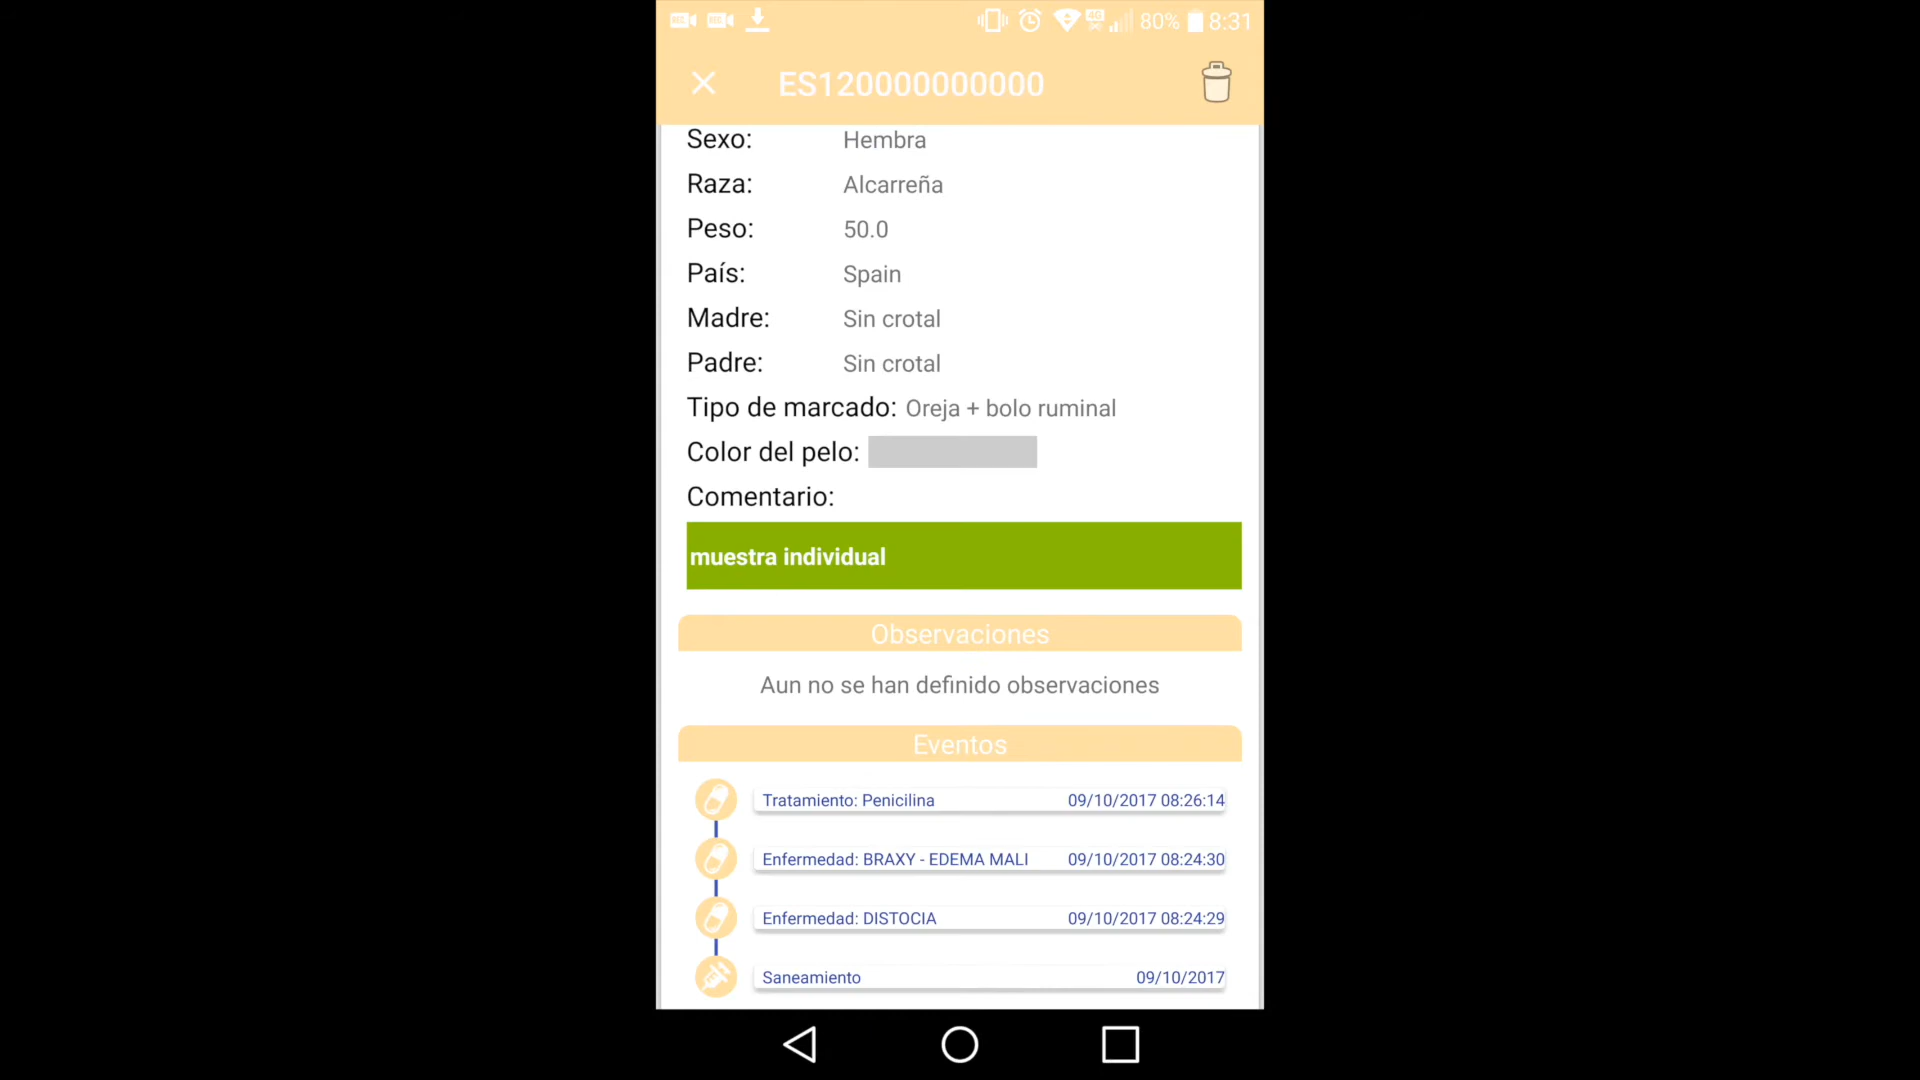 80% 8:31
ES120000000000
Sexo: Hembra
Raza: Alcarreña
Peso: 50.0
País: Spain
Madre: Sin crotal
Padre: Sin crotal
Tipo de marcado: Oreja + bolo ruminal
Color del pelo:
Comentario:
muestra individual
Observaciones
Aun no se han definido observaciones
Eventos
Tratamiento: Penicilina 09/10/2017 08:26:14
Enfermedad: BRAXY - EDEMA MALI 09/10/2017 08:24:30
Enfermedad: DISTOCIA 09/10/2017 08:24:29
Saneamiento 09/10/2017